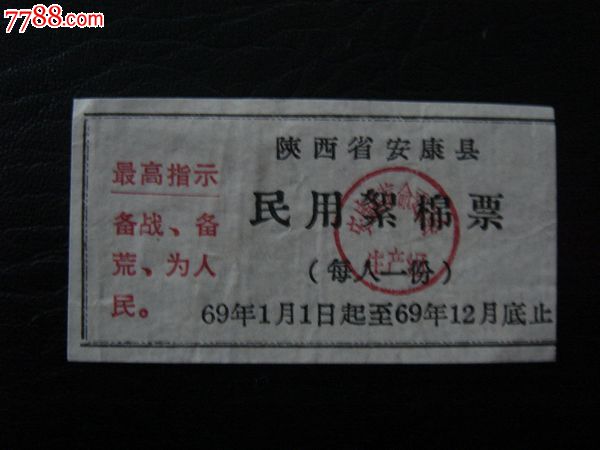 7788.com
陕西省安康县
最高指示
备战、备
荒、为人
民。
民用絮棉票
(每人一份)
69年1月1日起至69年12月底止
生产组